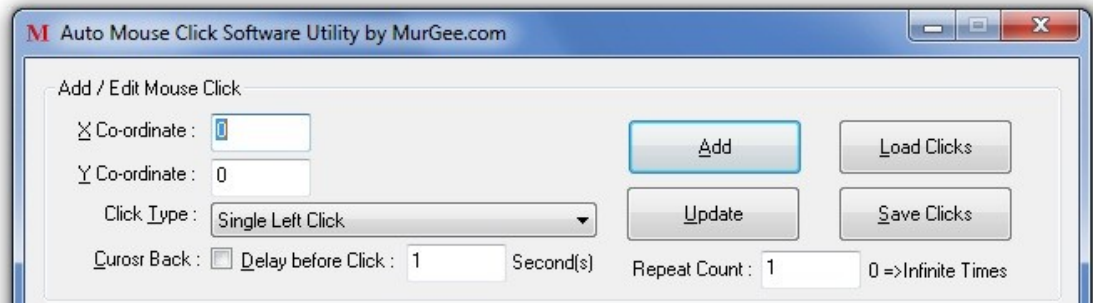 M Auto Mouse Click Software Utility by MurGee.com
X
Add / Edit Mouse Click
X Co-ordinate : 0
Add
Load Clicks
Y Co-ordinate : 0
Click Type : Single Left Click
Update
Save Clicks
Curosr Back : Delay before Click : 1 Second(s)
Repeat Count : 1 0 =>Infinite Times